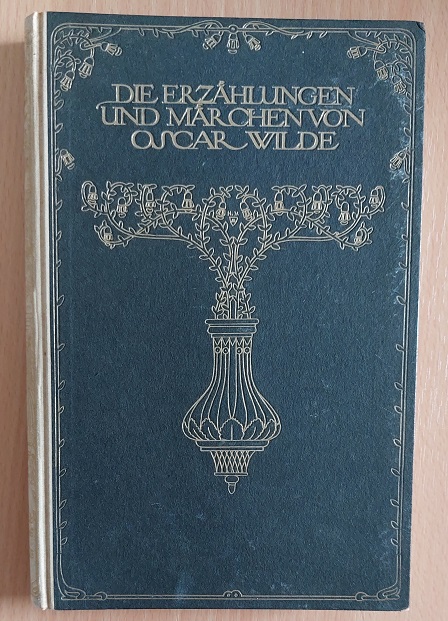 DIE ERZÄHLUNGEN
UND MÄRCHEN VON
OSCAR WILDE